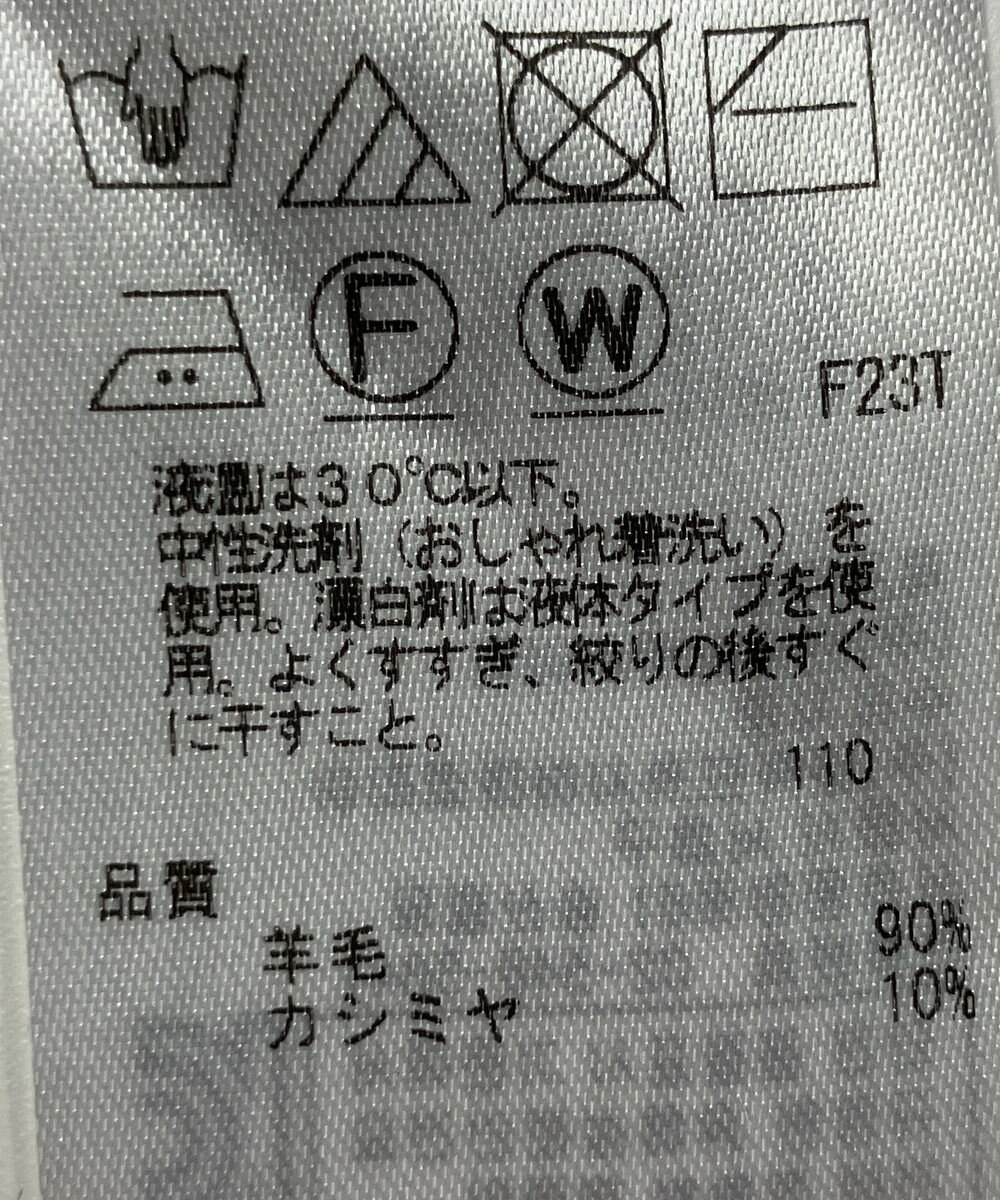 F
W
F23T
液温は30℃以下。
中性洗剤（おしゃれ着洗い）を
使用。漂白剤は液体タイプを使
用。よくすすぎ、絞りの後すぐ
に干すこと。
110
品質
羊毛 90%
カシミヤ 10%